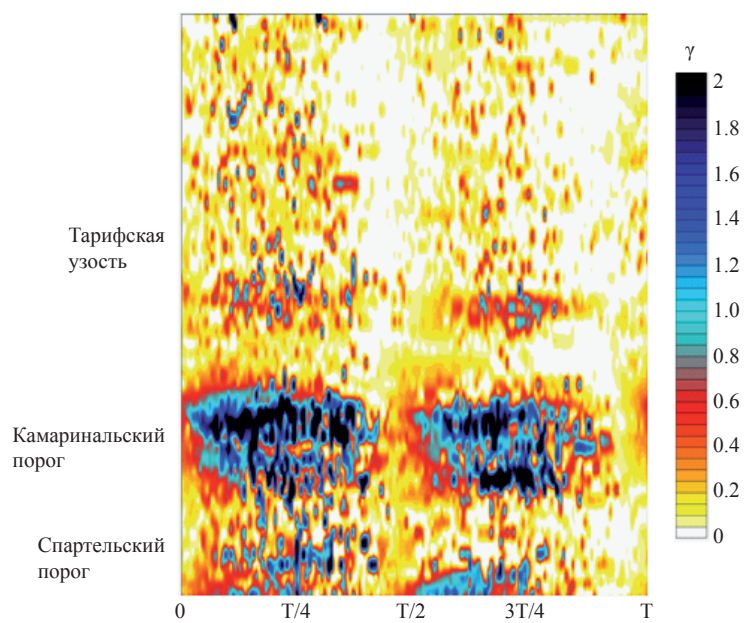 γ
2
1.8
1.6
1.4
1.2
1.0
0.8
0.6
0.4
0.2
0
Тарифская
узость
Камаринальский
порог
Спартельский
порог
0 T/4 T/2 3T/4 T